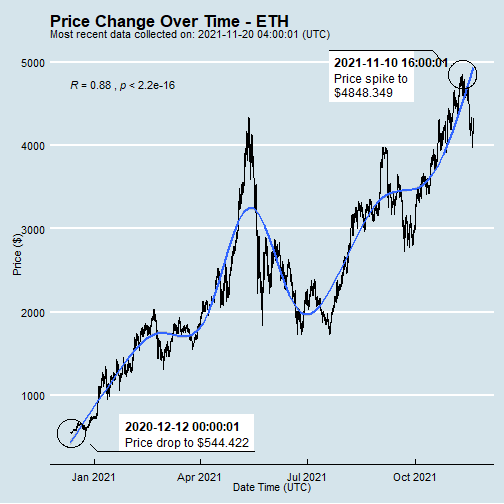 Price Change Over Time - ETH
Most recent data collected on: 2021-11-20 04:00:01 (UTC)
5000
2021-11-10 16:00:01
Price spike to
$4848.349
R = 0.88 , p < 2.2e-16
4000
3000
Price ($)
2000
1000
2020-12-12 00:00:01
Price drop to $544.422
Jan 2021
Apr 2021
Jul 2021
Oct 2021
Date Time (UTC)